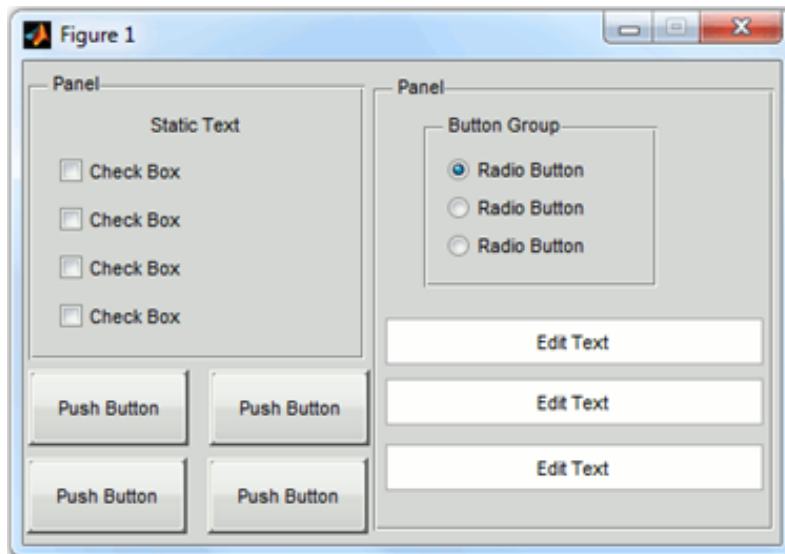 Figure 1
Panel
Static Text
Check Box
Check Box
Check Box
Check Box
Push Button Push Button
Push Button Push Button
Panel
Button Group
Radio Button
Radio Button
Radio Button
Edit Text
Edit Text
Edit Text